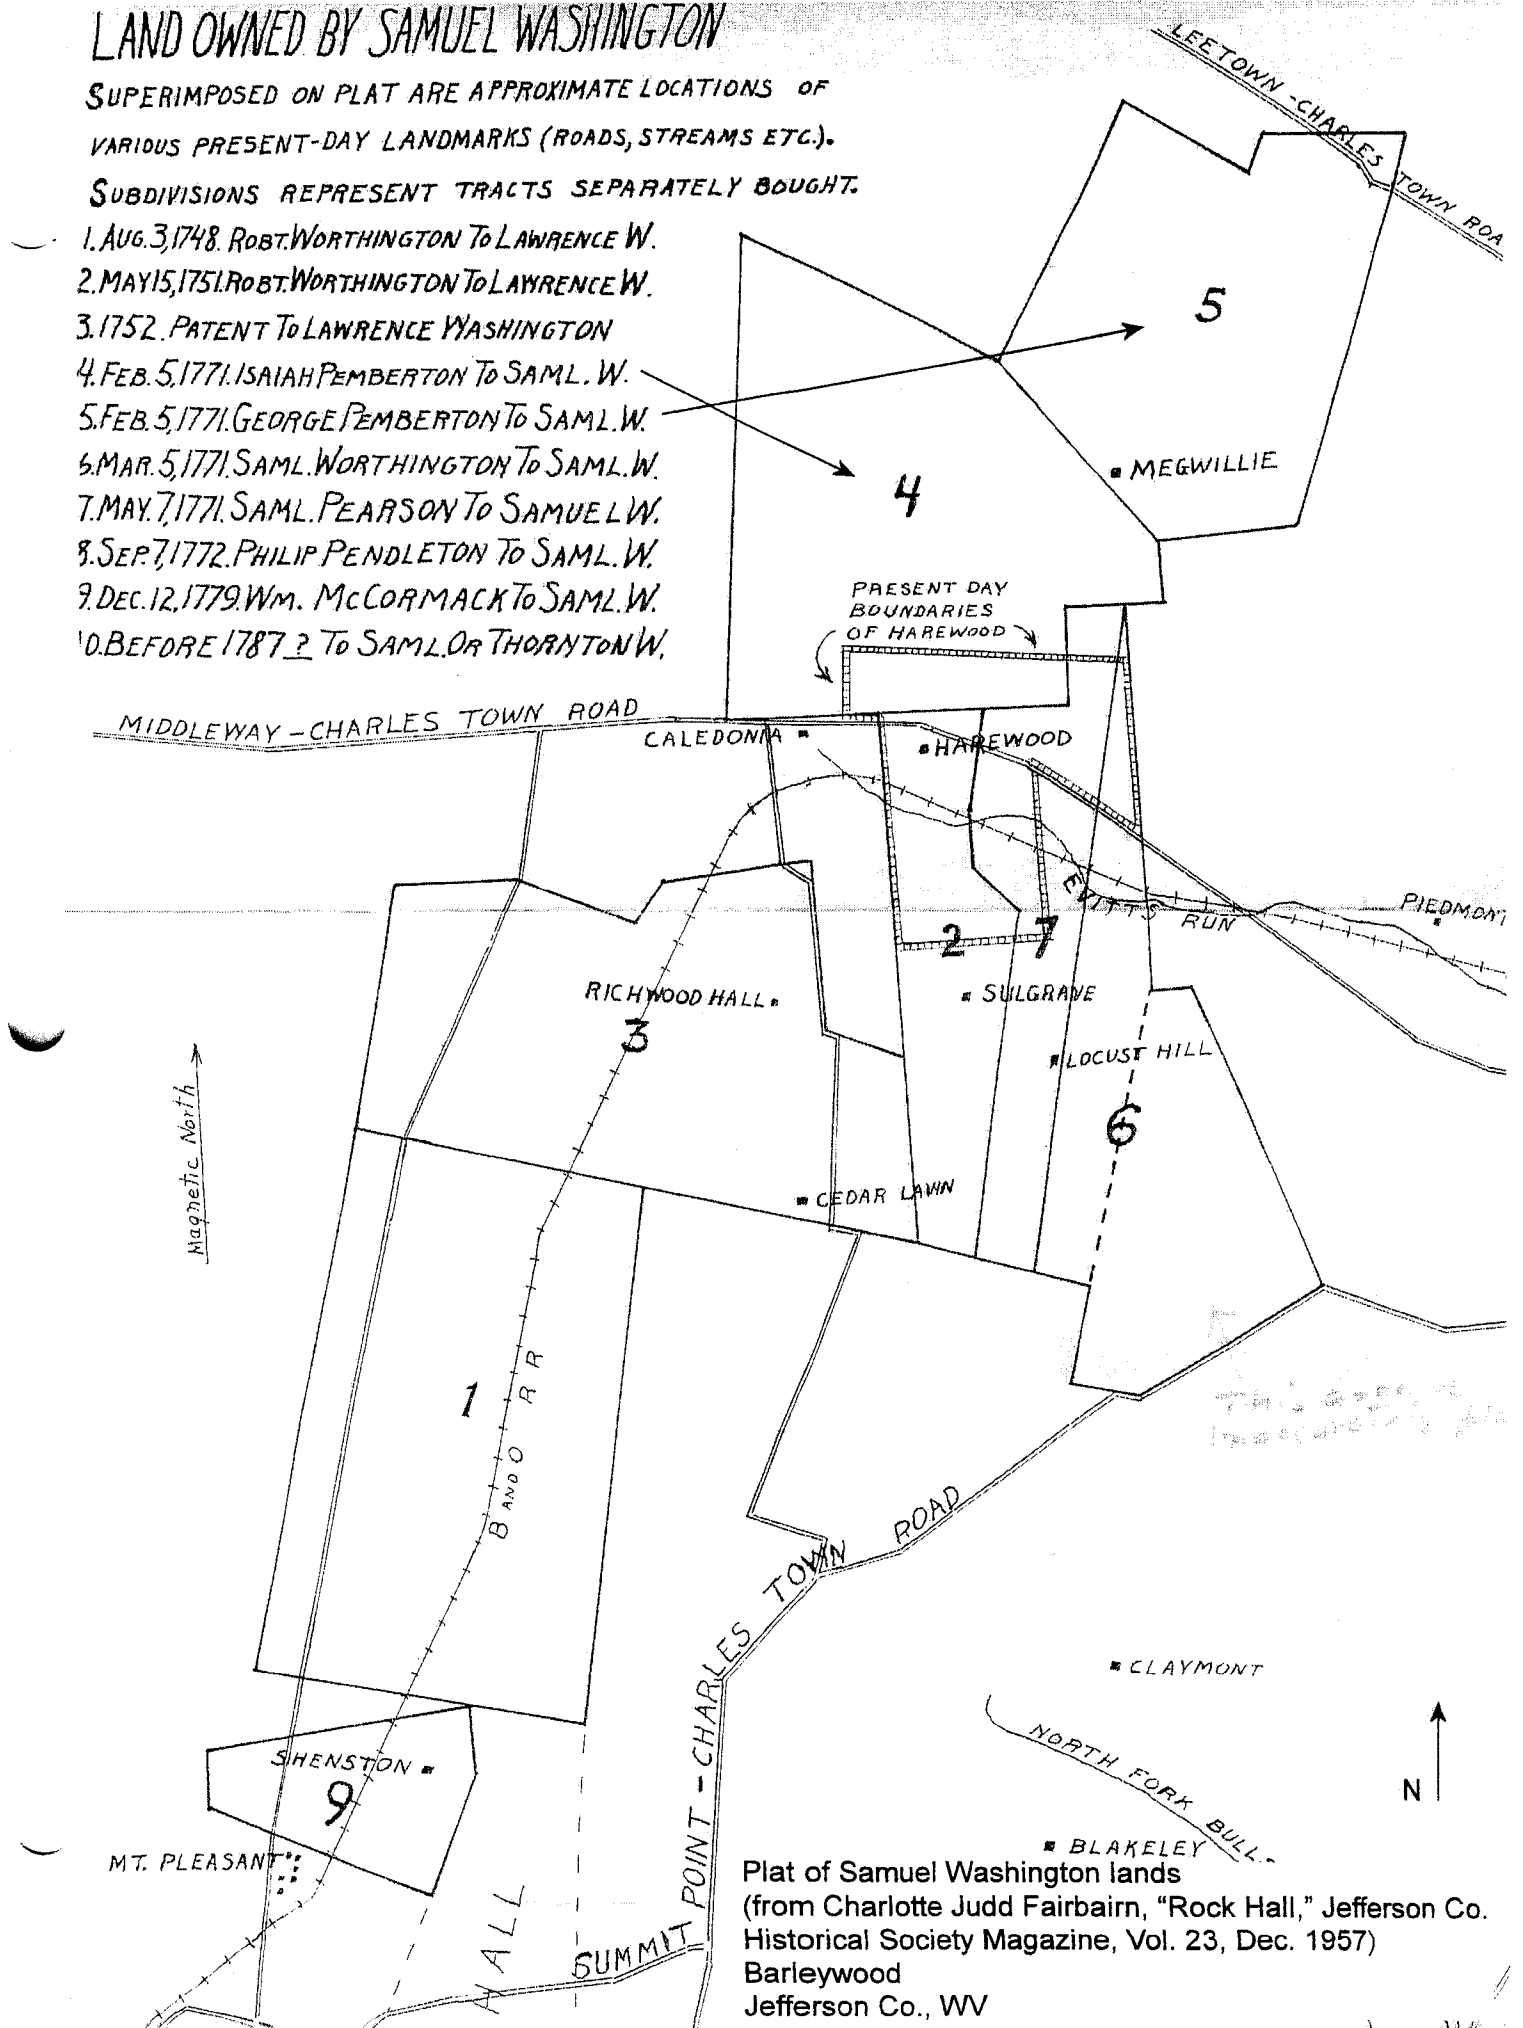 LAND OWNED BY SAMUEL WASHINGTON
SUPERIMPOSED ON PLAT ARE APPROXIMATE LOCATIONS OF
VARIOUS PRESENT-DAY LANDMARKS (ROADS, STREAMS ETC.).
SUBDIVISIONS REPRESENT TRACTS SEPARATELY BOUGHT.
1. AUG. 3, 1748. ROBT. WORTHINGTON TO LAWRENCE W.
2. MAY 15, 1751. ROBT. WORTHINGTON TO LAWRENCE W.
3. 1752. PATENT TO LAWRENCE WASHINGTON
4. FEB. 5, 1771. ISAIAH PEMBERTON TO SAML. W.
5. FEB. 5, 1771. GEORGE PEMBERTON TO SAML. W.
6. MAR. 5, 1771. SAML. WORTHINGTON TO SAML. W.
7. MAY. 7, 1771. SAML. PEARSON TO SAMUEL W.
8. SEP. 7, 1772. PHILIP PENDLETON TO SAML. W.
9. DEC. 12, 1779. WM. MCCORMACK TO SAML. W.
10. BEFORE 1787 ? TO SAML. OR THORNTON W.
LEETOWN-CHARLES TOWN ROA
5
4
MEGWILLIE
PRESENT DAY
BOUNDARIES
OF HAREWOOD
MIDDLEWAY-CHARLES TOWN ROAD
CALEDONIA
HAREWOOD
EVITTS RUN
PIEDMONT
2
7
RICHWOOD HALL
SULGRAVE
3
LOCUST HILL
Magnetic North
6
CEDAR LAWN
1
B AND O R R
SUMMIT POINT-CHARLES TOWN ROAD
CLAYMONT
NORTH FORK BULL.
N
SHENSTON
9
MT. PLEASANT
BLAKELEY
HALL
Plat of Samuel Washington lands
(from Charlotte Judd Fairbairn, “Rock Hall,” Jefferson Co.
Historical Society Magazine, Vol. 23, Dec. 1957)
Barleywood
Jefferson Co., WV